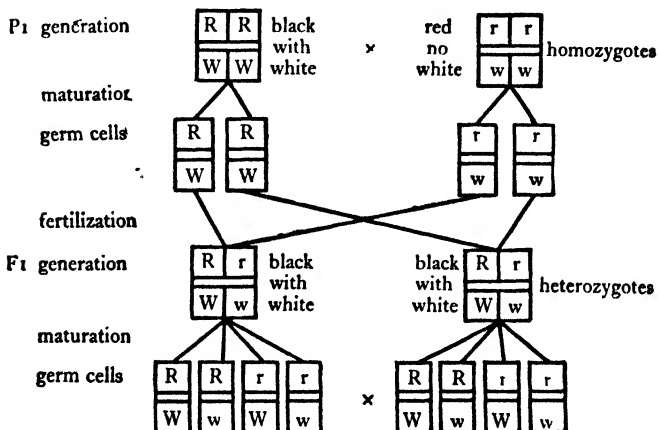 P1 generation R R black with white × red no white r r homozygotes
W W w w
maturation
germ cells R R r r
W W w w
fertilization
F1 generation R r black with white black with white R r heterozygotes
W w W w
maturation
germ cells R R r r × R R r r
W w W w W w W w